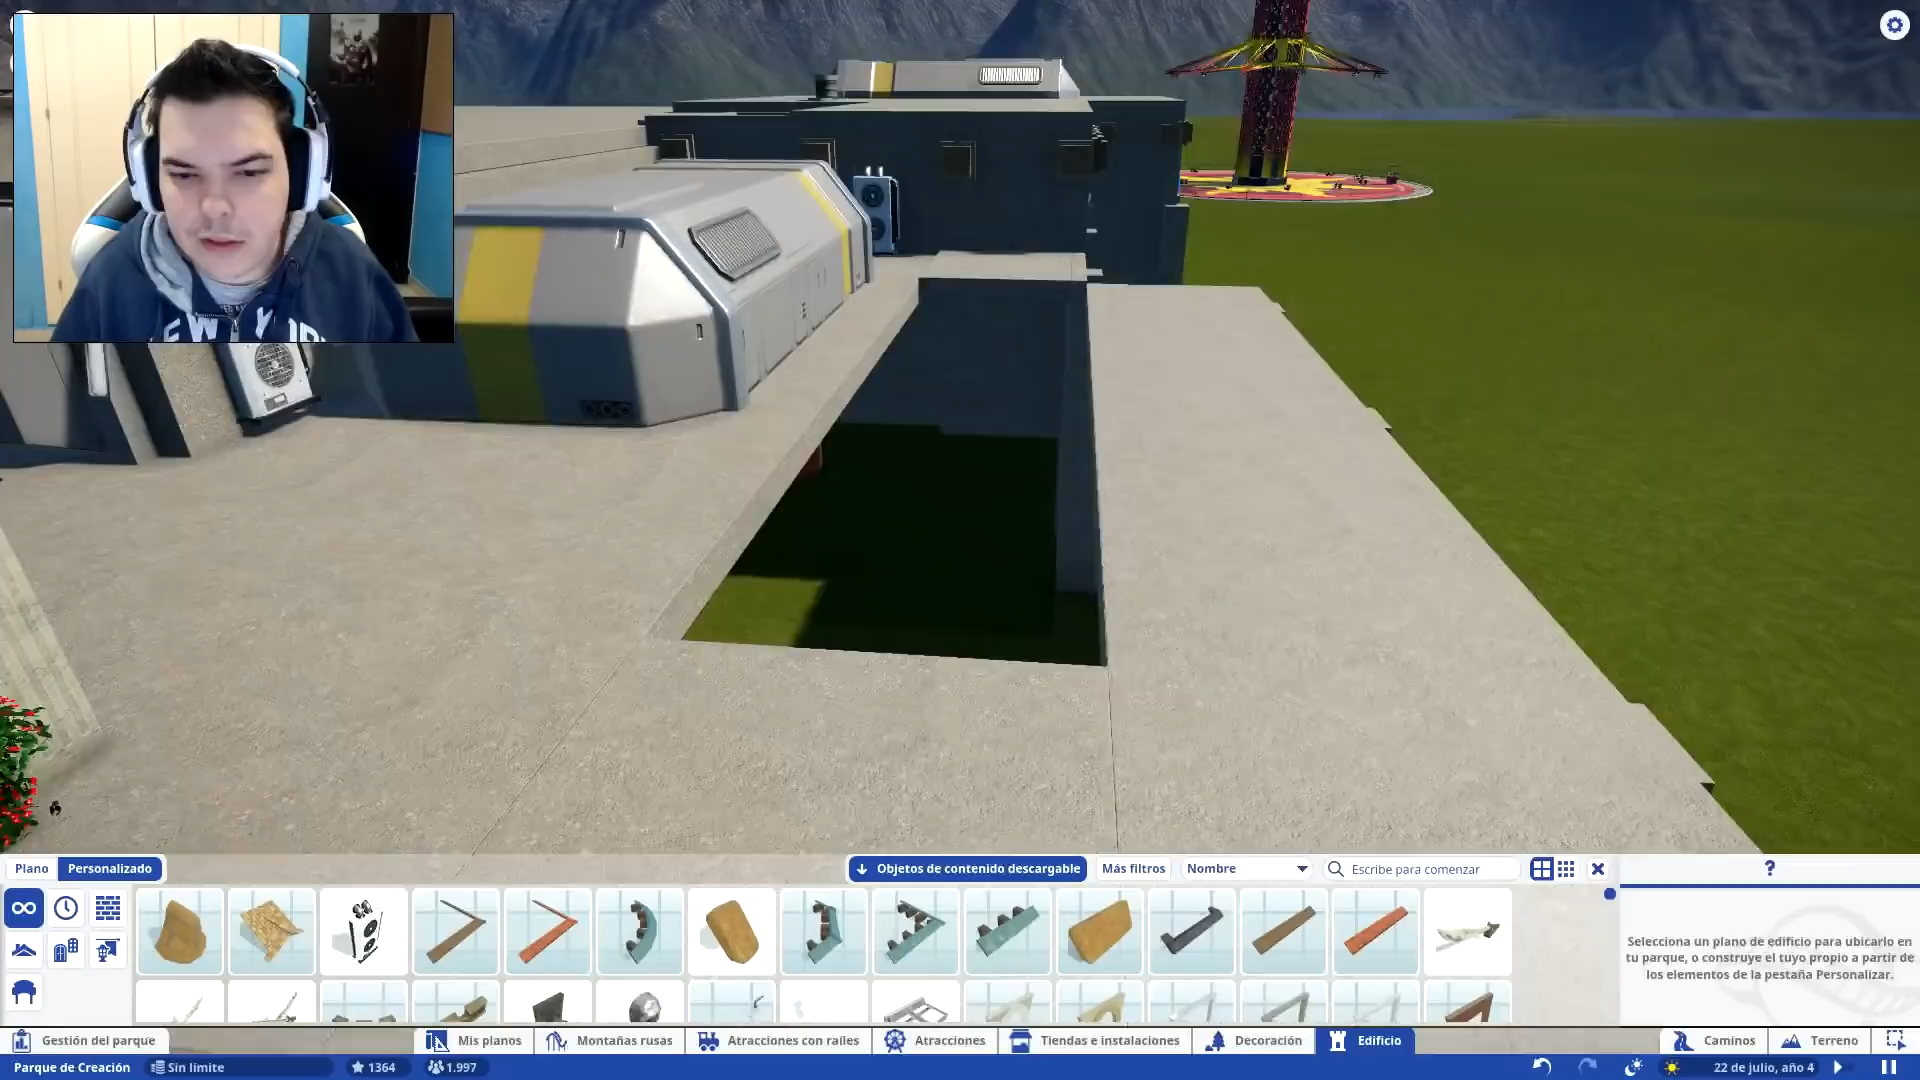 Plano
Personalizado
Objetos de contenido descargable
Más filtros
Nombre
Escribe para comenzar
?
Selecciona un plano de edificio para ubicarlo en
tu parque, o construye el tuyo propio a partir de
los elementos de la pestaña Personalizar.
Gestión del parque
Mis planos
Montañas rusas
Atracciones con raíles
Atracciones
Tiendas e instalaciones
Decoración
Edificio
Caminos
Terreno
Parque de Creación
Sin límite
1364
1.997
22 de julio, año 4